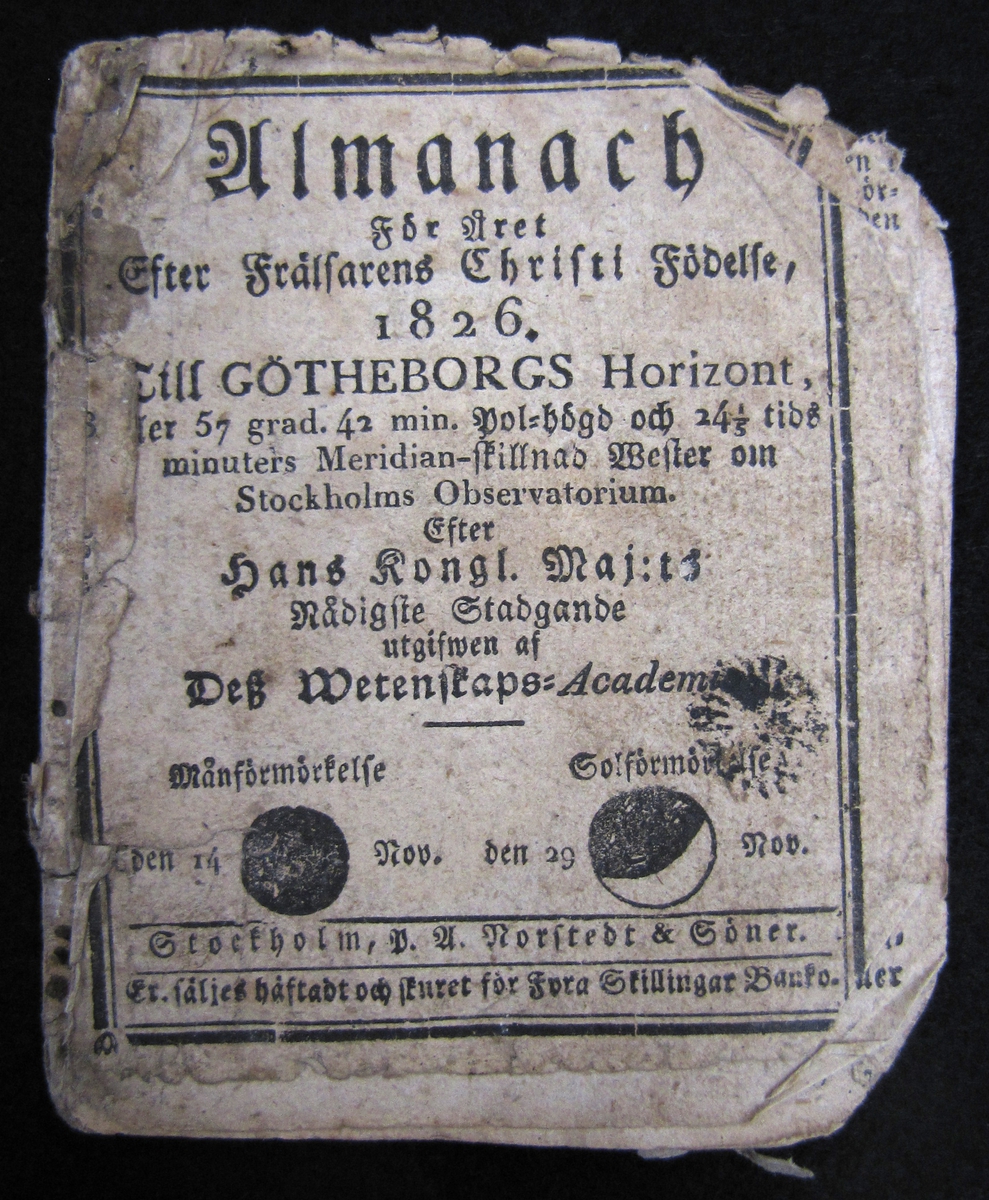 Almanach
För Året
Efter Frälsarens Christi Födelse,
1826.
Till GÖTHEBORGS Horizont,
57 grad. 42 min. Pol-högd och 24⅓ tids
minuters Meridian-skillnad Wester om
Stockholms Observatorium.
Efter
Hans Kongl. Maj:ts
Nådigste Stadgande
utgifwen af
Deß Wetenskaps-Academi
Månförmörkelse
Solförmörkelse
den 14 Nov. den 29 Nov.
Stockholm, P. A. Norstedt & Söner.
Ex. säljes häftadt och skuret för Fyra Skillingar Banko.